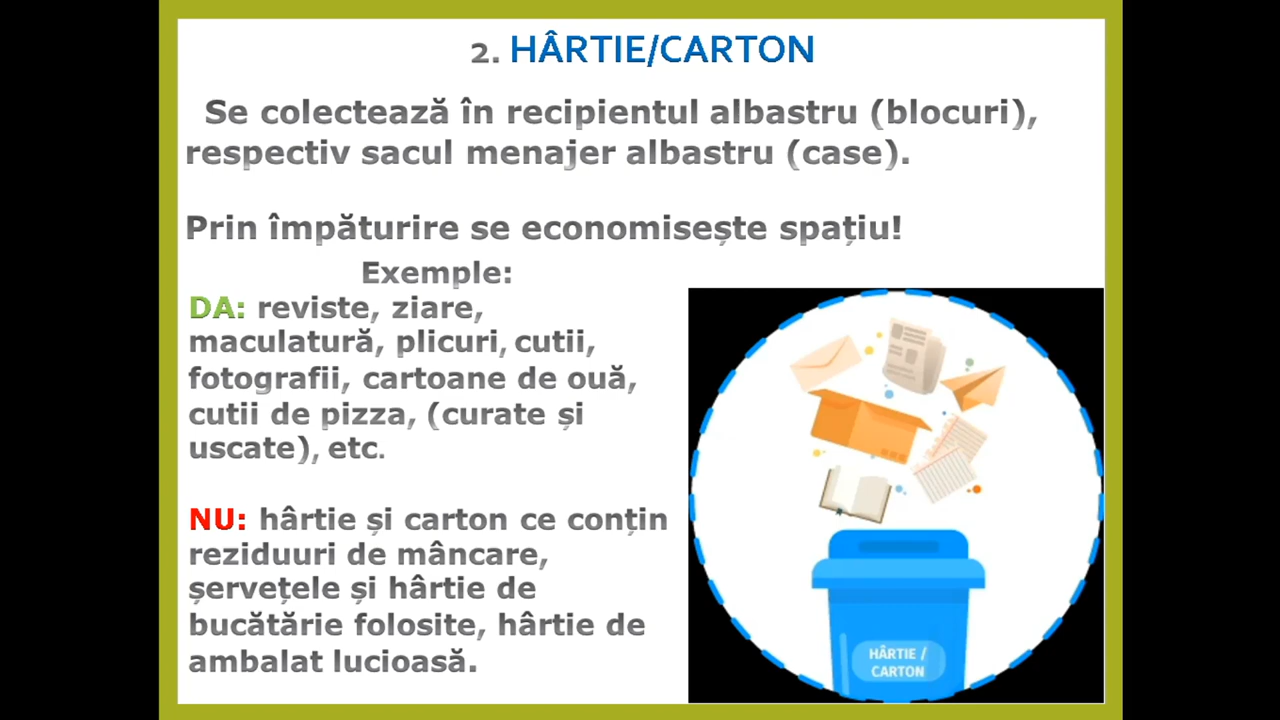 2. HÂRTIE/CARTON
Se colectează în recipientul albastru (blocuri),
respectiv sacul menajer albastru (case).
Prin împăturire se economisește spațiu!
Exemple:
DA: reviste, ziare,
maculatură, plicuri, cutii,
fotografii, cartoane de ouă,
cutii de pizza, (curate și
uscate), etc.
NU: hârtie și carton ce conțin
reziduuri de mâncare,
șervețele și hârtie de
bucătărie folosite, hârtie de
ambalat lucioasă.
HÂRTIE /
CARTON